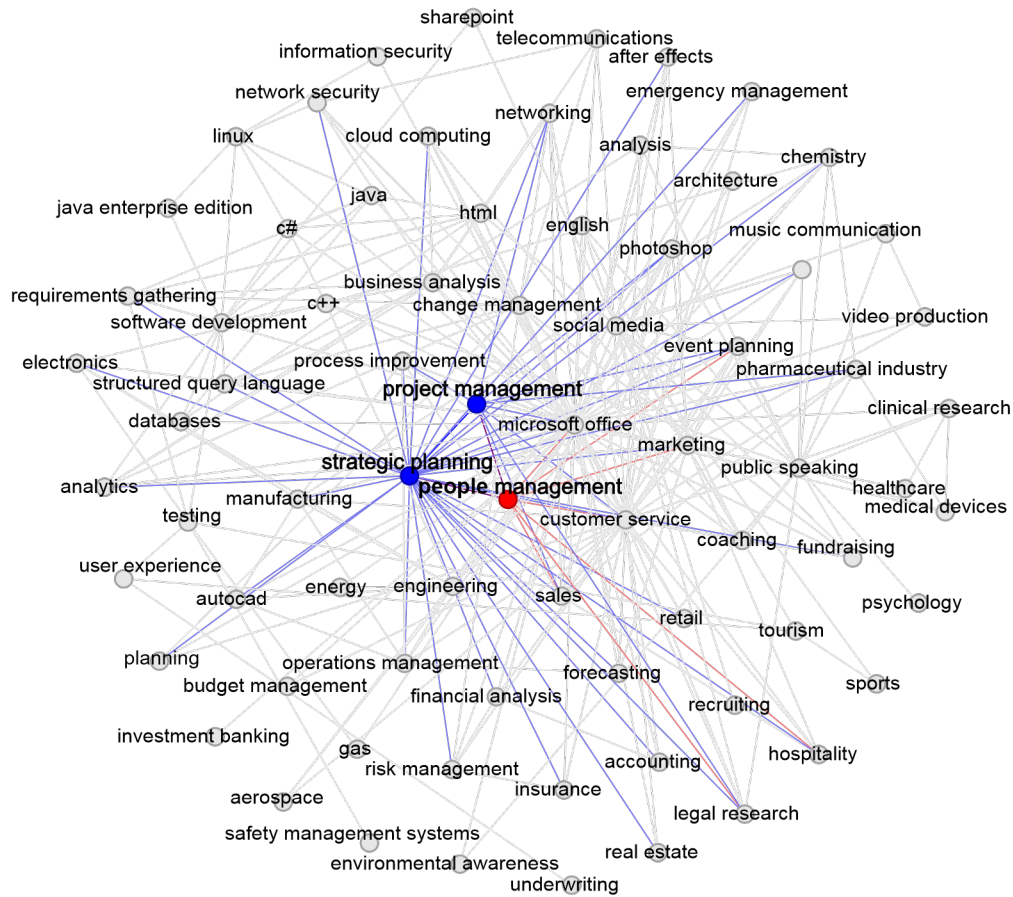 sharepoint
telecommunications
information security
after effects
network security
emergency management
networking
linux
cloud computing
analysis
chemistry
architecture
java
java enterprise edition
html
c#
english
music communication
photoshop
business analysis
requirements gathering
c++
change management
software development
social media
video production
event planning
electronics
process improvement
pharmaceutical industry
structured query language
project management
clinical research
databases
microsoft office
marketing
strategic planning
public speaking
analytics
people management
healthcare
manufacturing
medical devices
testing
customer service
coaching
fundraising
user experience
energy
engineering
autocad
sales
psychology
retail
tourism
planning
operations management
forecasting
budget management
sports
financial analysis
recruiting
investment banking
gas
hospitality
risk management
accounting
insurance
aerospace
legal research
safety management systems
real estate
environmental awareness
underwriting